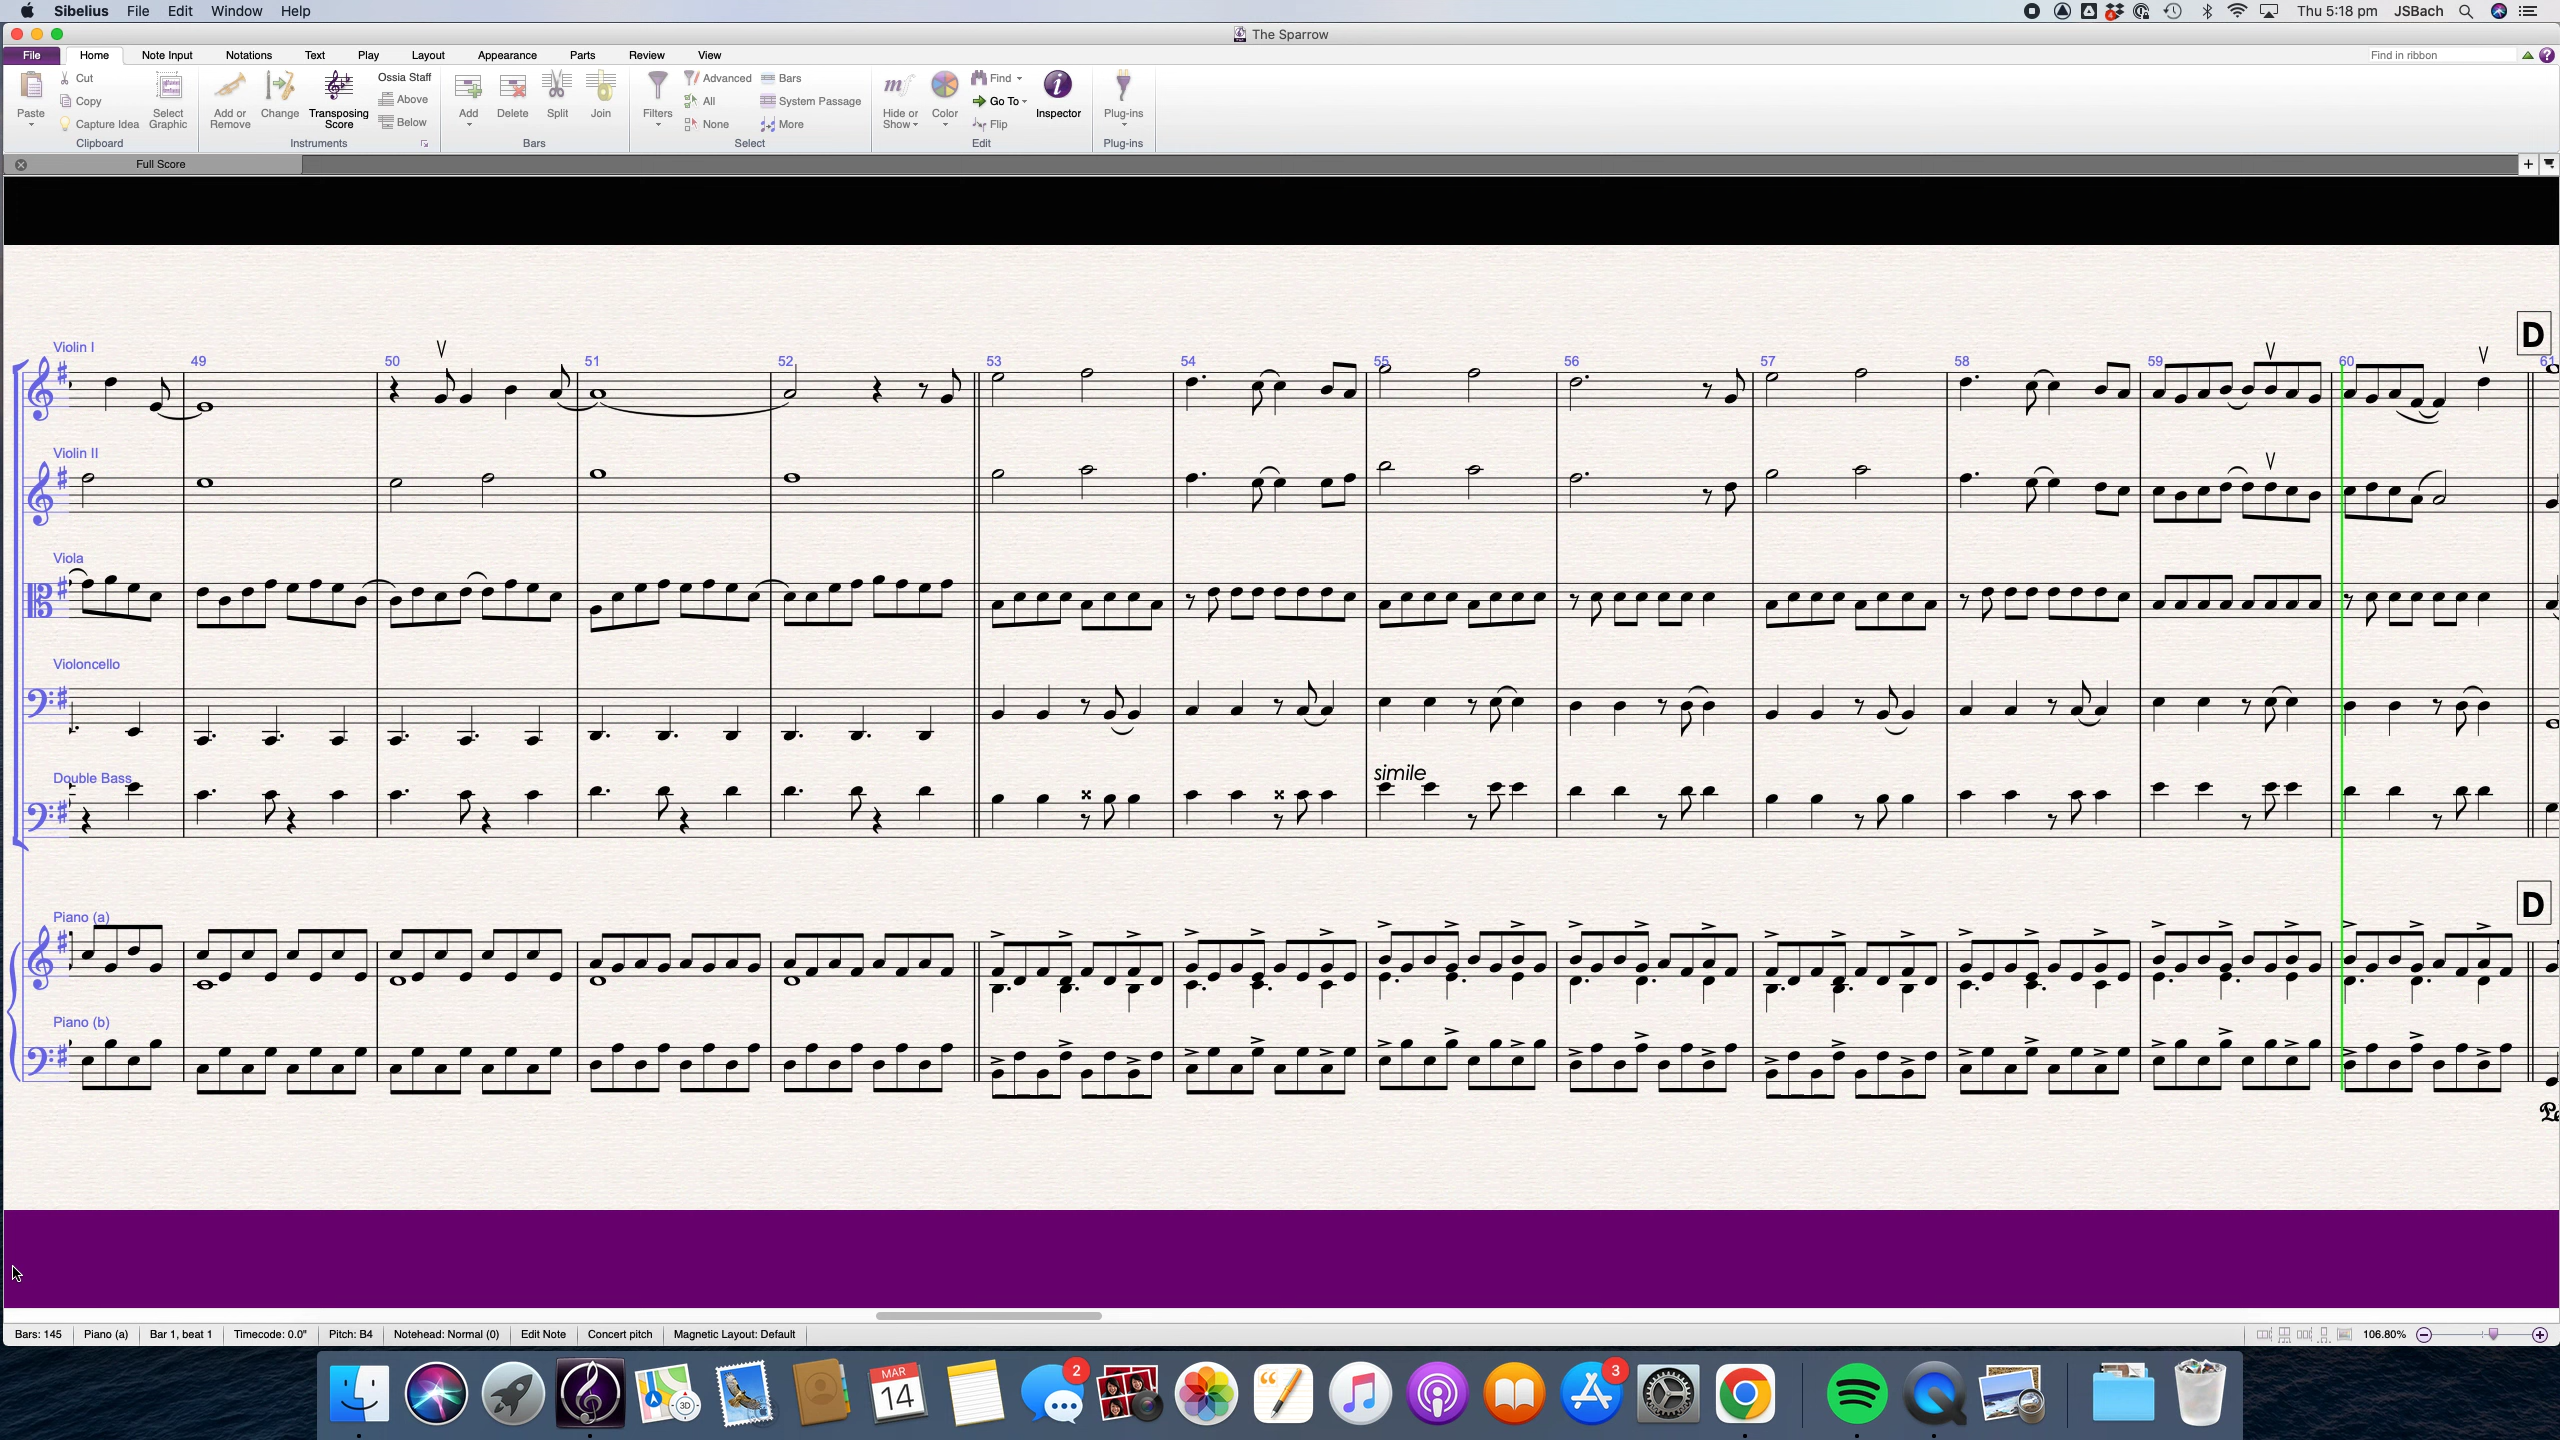 Sibelius File Edit Window Help
4
Thu 5:18 pm JSBach
The Sparrow
File Home Note Input Notations Text Play Layout Appearance Parts Review View
Find in ribbon
Paste
Cut
Copy
Capture Idea
Select Graphic
Clipboard
Add or Remove
Change
Transposing Score
Ossia Staff
Above
Below
Instruments
Add
Delete
Split
Join
Bars
Filters
Advanced
All
None
Bars
System Passage
More
Select
Hide or Show
Color
Find
Go To
Flip
Inspector
Edit
Plug-ins
Plug-ins
Full Score
D
Violin I
49 50 51 52 53 54 55 56 57 58 59 60 61
Violin II
Viola
Violoncello
simile
Double Bass
D
Piano (a)
Piano (b)
Bars: 145 Piano (a) Bar 1, beat 1 Timecode: 0.0" Pitch: B4 Notehead: Normal (0) Edit Note Concert pitch Magnetic Layout: Default
106.80%
3D
MAR
14
2
3